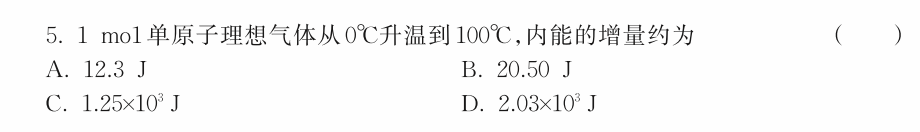 5. 1 mol单原子理想气体从0℃升温到100℃,内能的增量约为 ( )
A. 12.3 J B. 20.50 J
C. 1.25×10³ J D. 2.03×10³ J